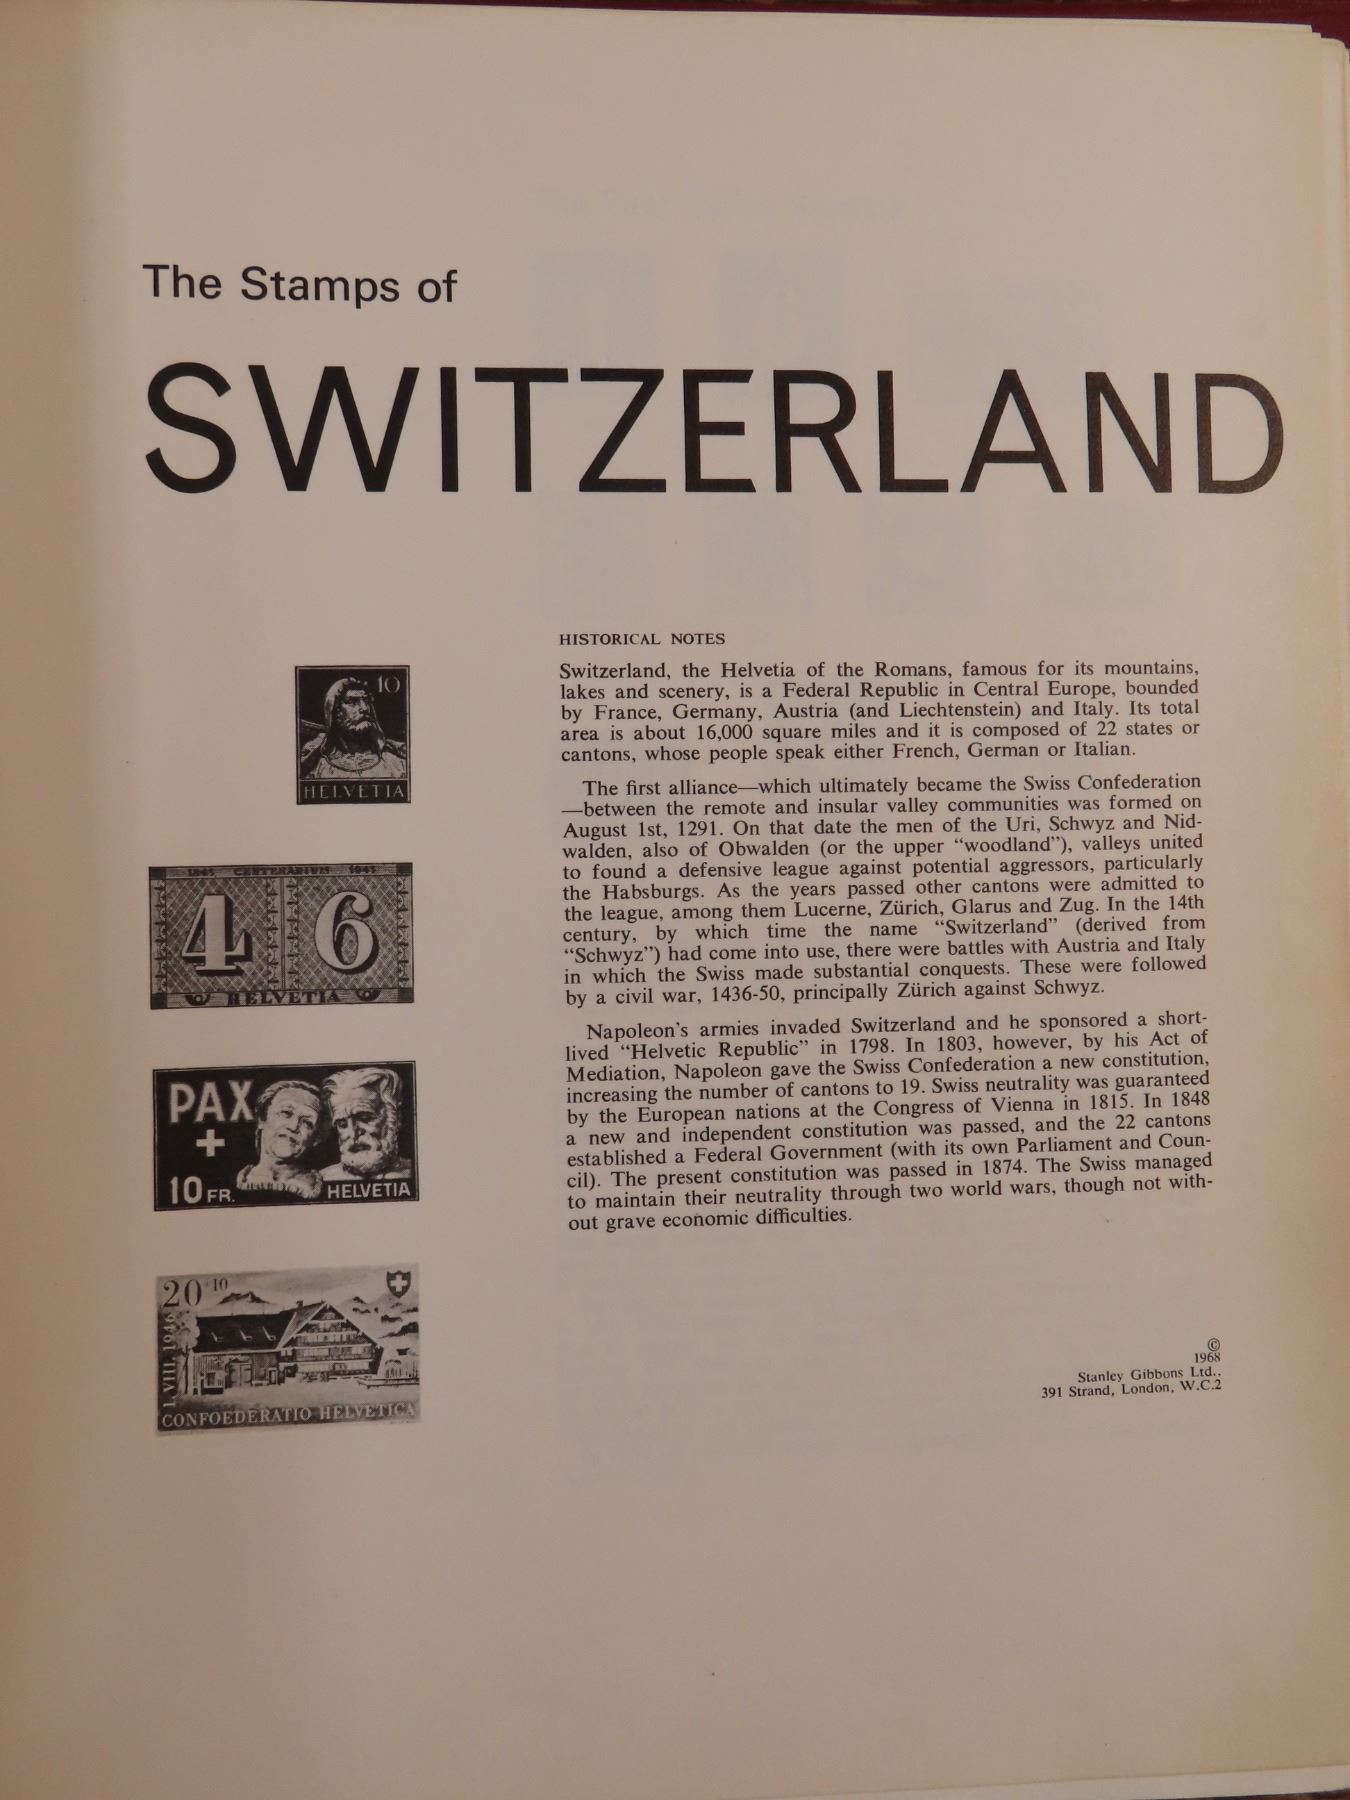 The Stamps of
SWITZERLAND
10
HELVETIA
1843 CENTENARIUM 1943
4 6
HELVETIA
PAX
+
10 FR. HELVETIA
20+10
1.VIII.1946
CONFOEDERATIO HELVETICA
HISTORICAL NOTES
Switzerland, the Helvetia of the Romans, famous for its mountains,
lakes and scenery, is a Federal Republic in Central Europe, bounded
by France, Germany, Austria (and Liechtenstein) and Italy. Its total
area is about 16,000 square miles and it is composed of 22 states or
cantons, whose people speak either French, German or Italian.
The first alliance—which ultimately became the Swiss Confederation
—between the remote and insular valley communities was formed on
August 1st, 1291. On that date the men of the Uri, Schwyz and Nid-
walden, also of Obwalden (or the upper “woodland”), valleys united
to found a defensive league against potential aggressors, particularly
the Habsburgs. As the years passed other cantons were admitted to
the league, among them Lucerne, Zürich, Glarus and Zug. In the 14th
century, by which time the name “Switzerland” (derived from
“Schwyz”) had come into use, there were battles with Austria and Italy
in which the Swiss made substantial conquests. These were followed
by a civil war, 1436-50, principally Zürich against Schwyz.
Napoleon's armies invaded Switzerland and he sponsored a short-
lived “Helvetic Republic” in 1798. In 1803, however, by his Act of
Mediation, Napoleon gave the Swiss Confederation a new constitution,
increasing the number of cantons to 19. Swiss neutrality was guaranteed
by the European nations at the Congress of Vienna in 1815. In 1848
a new and independent constitution was passed, and the 22 cantons
established a Federal Government (with its own Parliament and Coun-
cil). The present constitution was passed in 1874. The Swiss managed
to maintain their neutrality through two world wars, though not with-
out grave economic difficulties.
©
1968
Stanley Gibbons Ltd.,
391 Strand, London, W.C.2